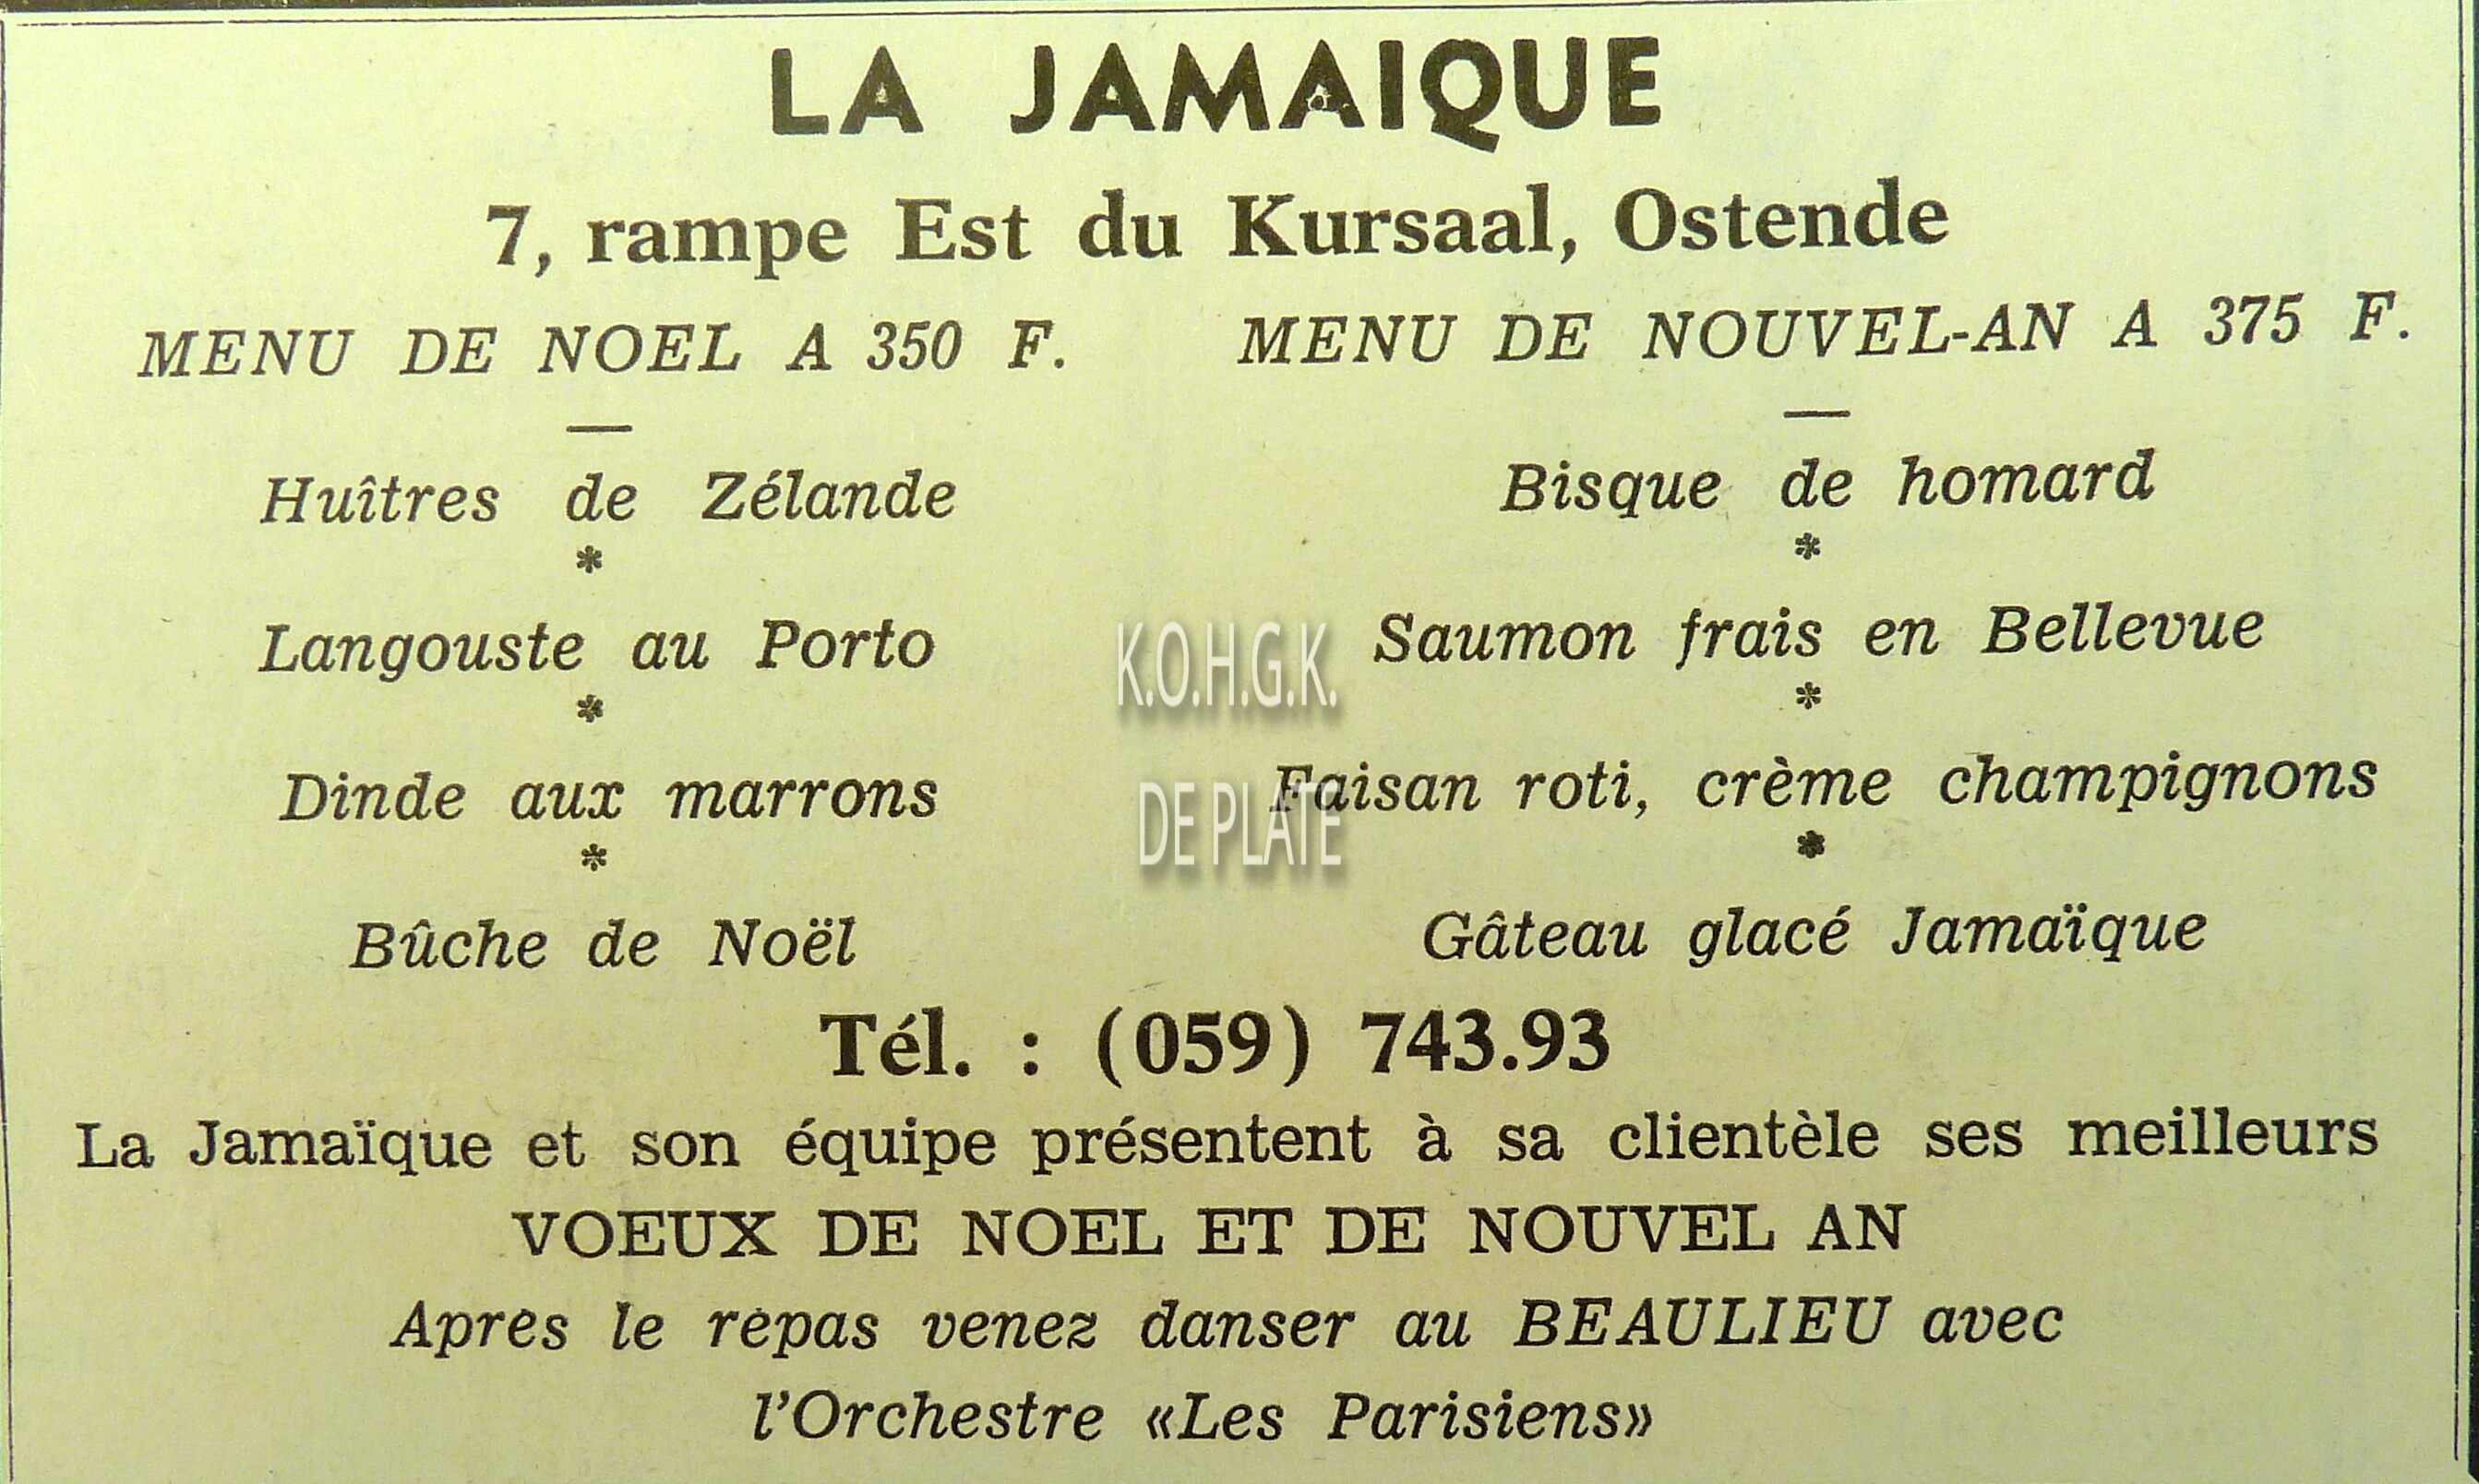 LA JAMAIQUE
7, rampe Est du Kursaal, Ostende
MENU DE NOEL A 350 F.
Huîtres de Zélande
*
Langouste au Porto
*
Dinde aux marrons
*
Bûche de Noël
MENU DE NOUVEL-AN A 375 F.
Bisque de homard
*
Saumon frais en Bellevue
*
Faisan roti, crème champignons
*
Gâteau glacé Jamaïque
K.O.H.G.K.
DE PLATE
Tél. : (059) 743.93
La Jamaïque et son équipe présentent à sa clientèle ses meilleurs
VOEUX DE NOEL ET DE NOUVEL AN
Après le repas venez danser au BEAULIEU avec
l'Orchestre «Les Parisiens»